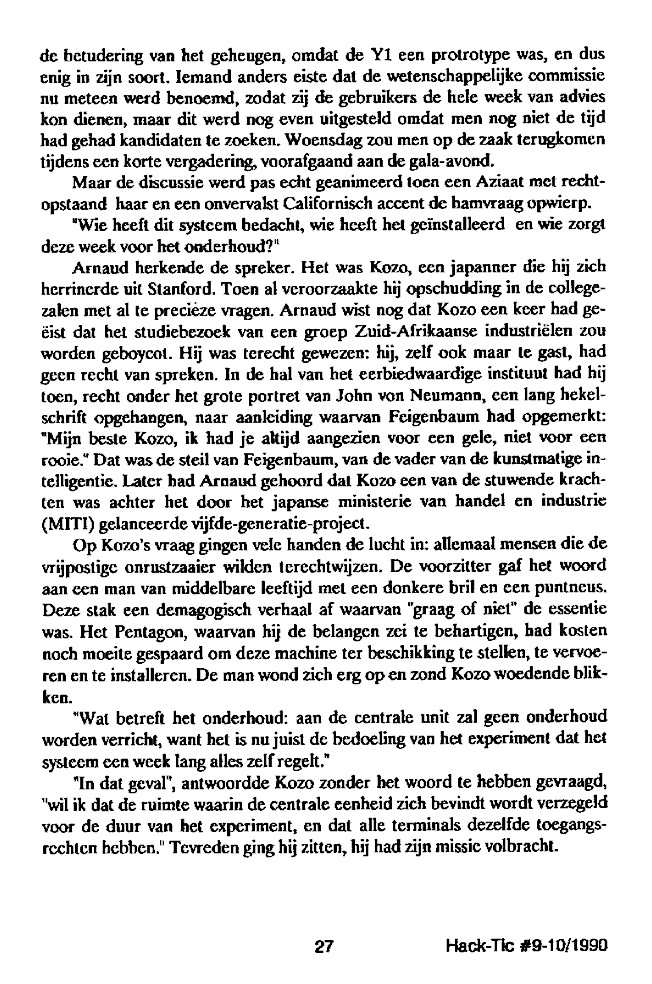 de betudering van het geheugen, omdat de Y1 een protrotype was, en dus
enig in zijn soort. Iemand anders eiste dat de wetenschappelijke commissie
nu meteen werd benoemd, zodat zij de gebruikers de hele week van advies
kon dienen, maar dit werd nog even uitgesteld omdat men nog niet de tijd
had gehad kandidaten te zoeken. Woensdag zou men op de zaak terugkomen
tijdens een korte vergadering, voorafgaand aan de gala-avond.
Maar de discussie werd pas echt geanimeerd toen een Aziaat met recht-
opstaand haar en een onvervalst Californisch accent de hamvraag opwierp.
"Wie heeft dit systeem bedacht, wie heeft het geïnstalleerd en wie zorgt
deze week voor het onderhoud?"
Arnaud herkende de spreker. Het was Kozo, een japanner die hij zich
herrinerde uit Stanford. Toen al veroorzaakte hij opschudding in de college-
zalen met al te precieze vragen. Arnaud wist nog dat Kozo een keer had ge-
ëist dat het studiebezoek van een groep Zuid-Afrikaanse industriëlen zou
worden geboycot. Hij was terecht gewezen: hij, zelf ook maar te gast, had
geen recht van spreken. In de hal van het eerbiedwaardige instituut had hij
toen, recht onder het grote portret van John von Neumann, een lang hekel-
schrift opgehangen, naar aanleiding waarvan Feigenbaum had opgemerkt:
"Mijn beste Kozo, ik had je altijd aangezien voor een gele, niet voor een
rooie." Dat was de steil van Feigenbaum, van de vader van de kunstmatige in-
telligentie. Later had Arnaud gehoord dat Kozo een van de stuwende krach-
ten was achter het door het japanse ministerie van handel en industrie
(MITI) gelanceerde vijfde-generatie-project.
Op Kozo's vraag gingen vele handen de lucht in: allemaal mensen die de
vrijpostige onrustzaaier wilden terechtwijzen. De voorzitter gaf het woord
aan een man van middelbare leeftijd met een donkere bril en een puntneus.
Deze stak een demagogisch verhaal af waarvan "graag of niet" de essentie
was. Het Pentagon, waarvan hij de belangen zei te behartigen, had kosten
noch moeite gespaard om deze machine ter beschikking te stellen, te vervoe-
ren en te installeren. De man wond zich erg op en zond Kozo woedende blik-
ken.
"Wat betreft het onderhoud: aan de centrale unit zal geen onderhoud
worden verricht, want het is nu juist de bedoeling van het experiment dat het
systeem een week lang alles zelf regelt."
"In dat geval", antwoordde Kozo zonder het woord te hebben gevraagd,
"wil ik dat de ruimte waarin de centrale eenheid zich bevindt wordt verzegeld
voor de duur van het experiment, en dat alle terminals dezelfde toegangs-
rechten hebben." Tevreden ging hij zitten, hij had zijn missie volbracht.
27 Hack-Tic #9-10/1990